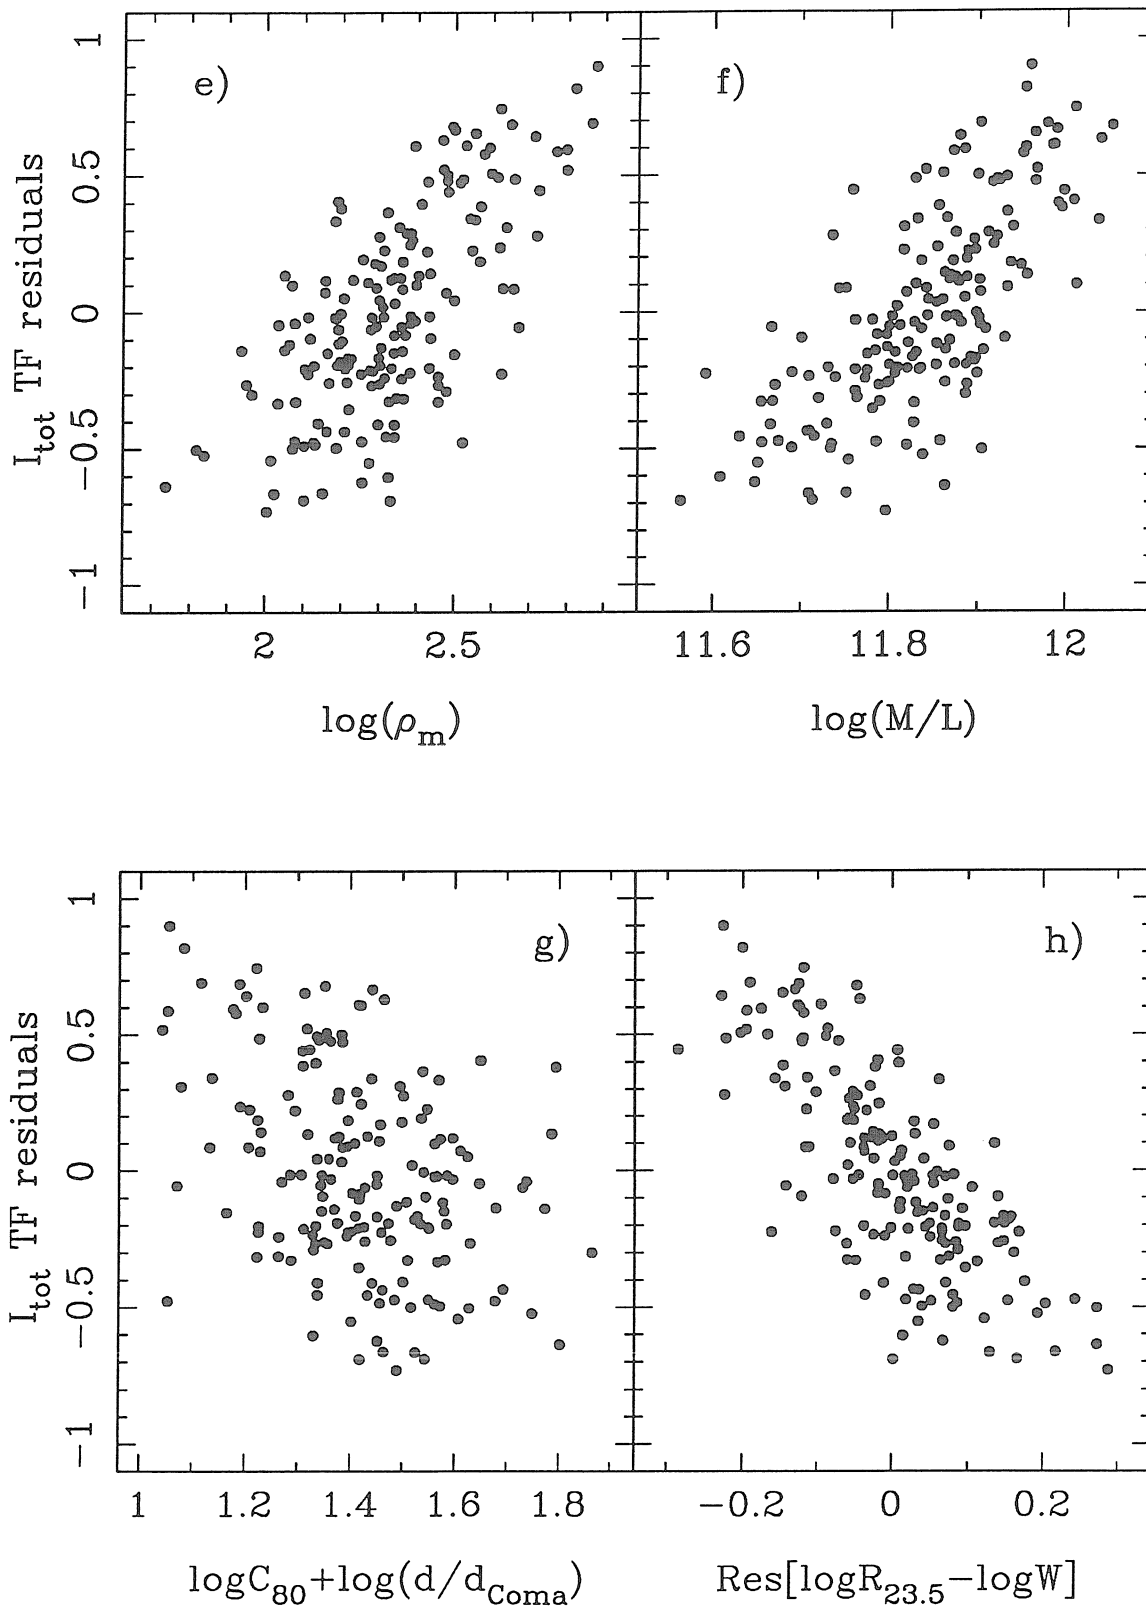 e)
f)
I_tot TF residuals
1
0.5
0
−0.5
−1
2 2.5
11.6 11.8 12
log(ρ_m)
log(M/L)
g)
h)
I_tot TF residuals
1
0.5
0
−0.5
−1
1 1.2 1.4 1.6 1.8
−0.2 0 0.2
logC_80+log(d/d_Coma)
Res[logR_23.5−logW]